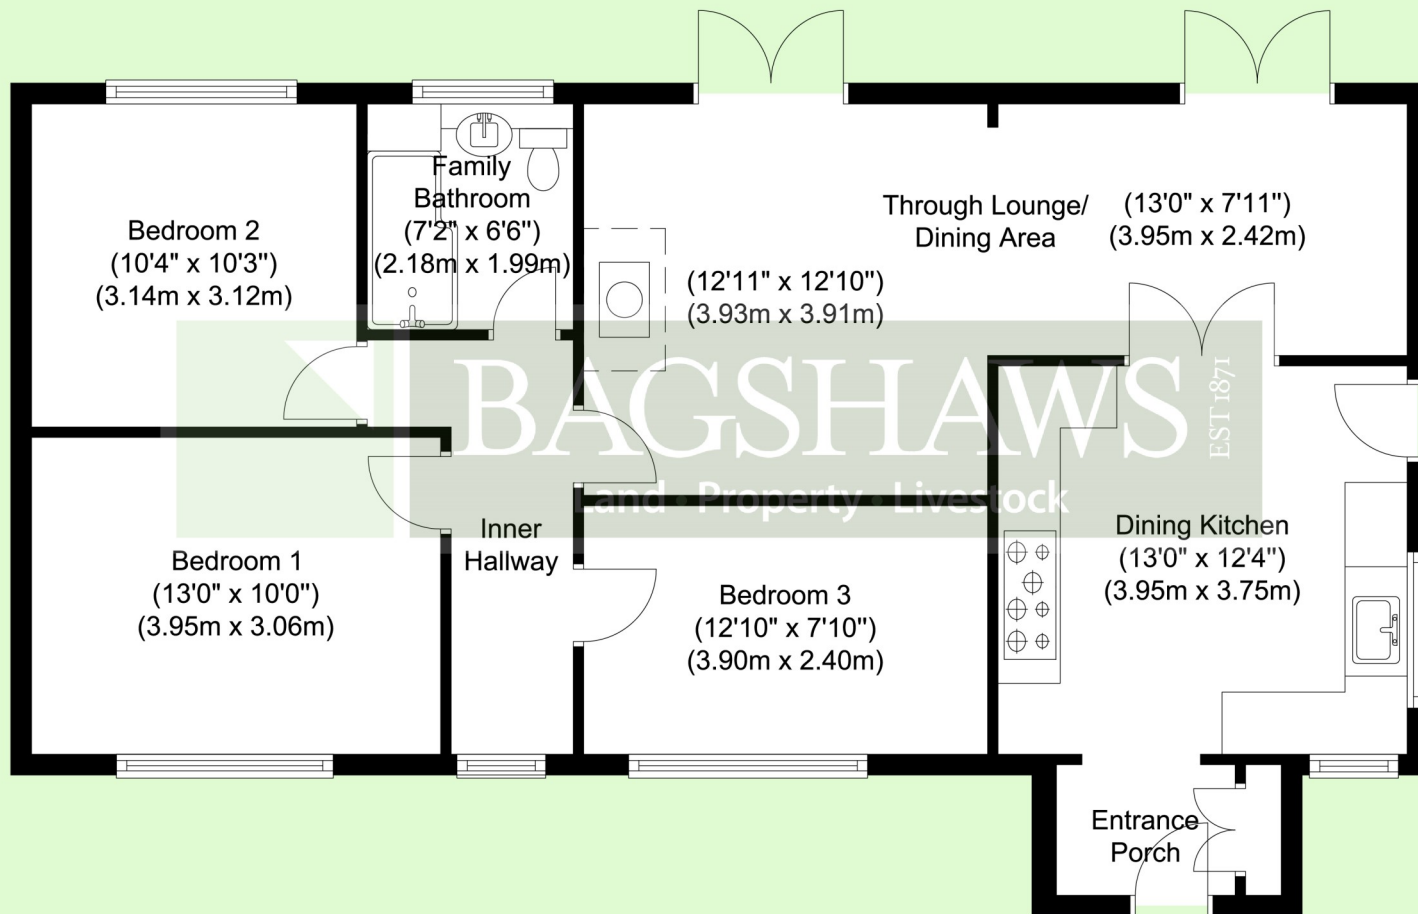 Bedroom 2
(10'4" x 10'3")
(3.14m x 3.12m)
Family
Bathroom
(7'2" x 6'6")
(2.18m x 1.99m)
Through Lounge/
Dining Area
(13'0" x 7'11")
(3.95m x 2.42m)
(12'11" x 12'10")
(3.93m x 3.91m)
BAGSHAWS
EST 1871
Land · Property · Livestock
Bedroom 1
(13'0" x 10'0")
(3.95m x 3.06m)
Inner
Hallway
Bedroom 3
(12'10" x 7'10")
(3.90m x 2.40m)
Dining Kitchen
(13'0" x 12'4")
(3.95m x 3.75m)
Entrance
Porch